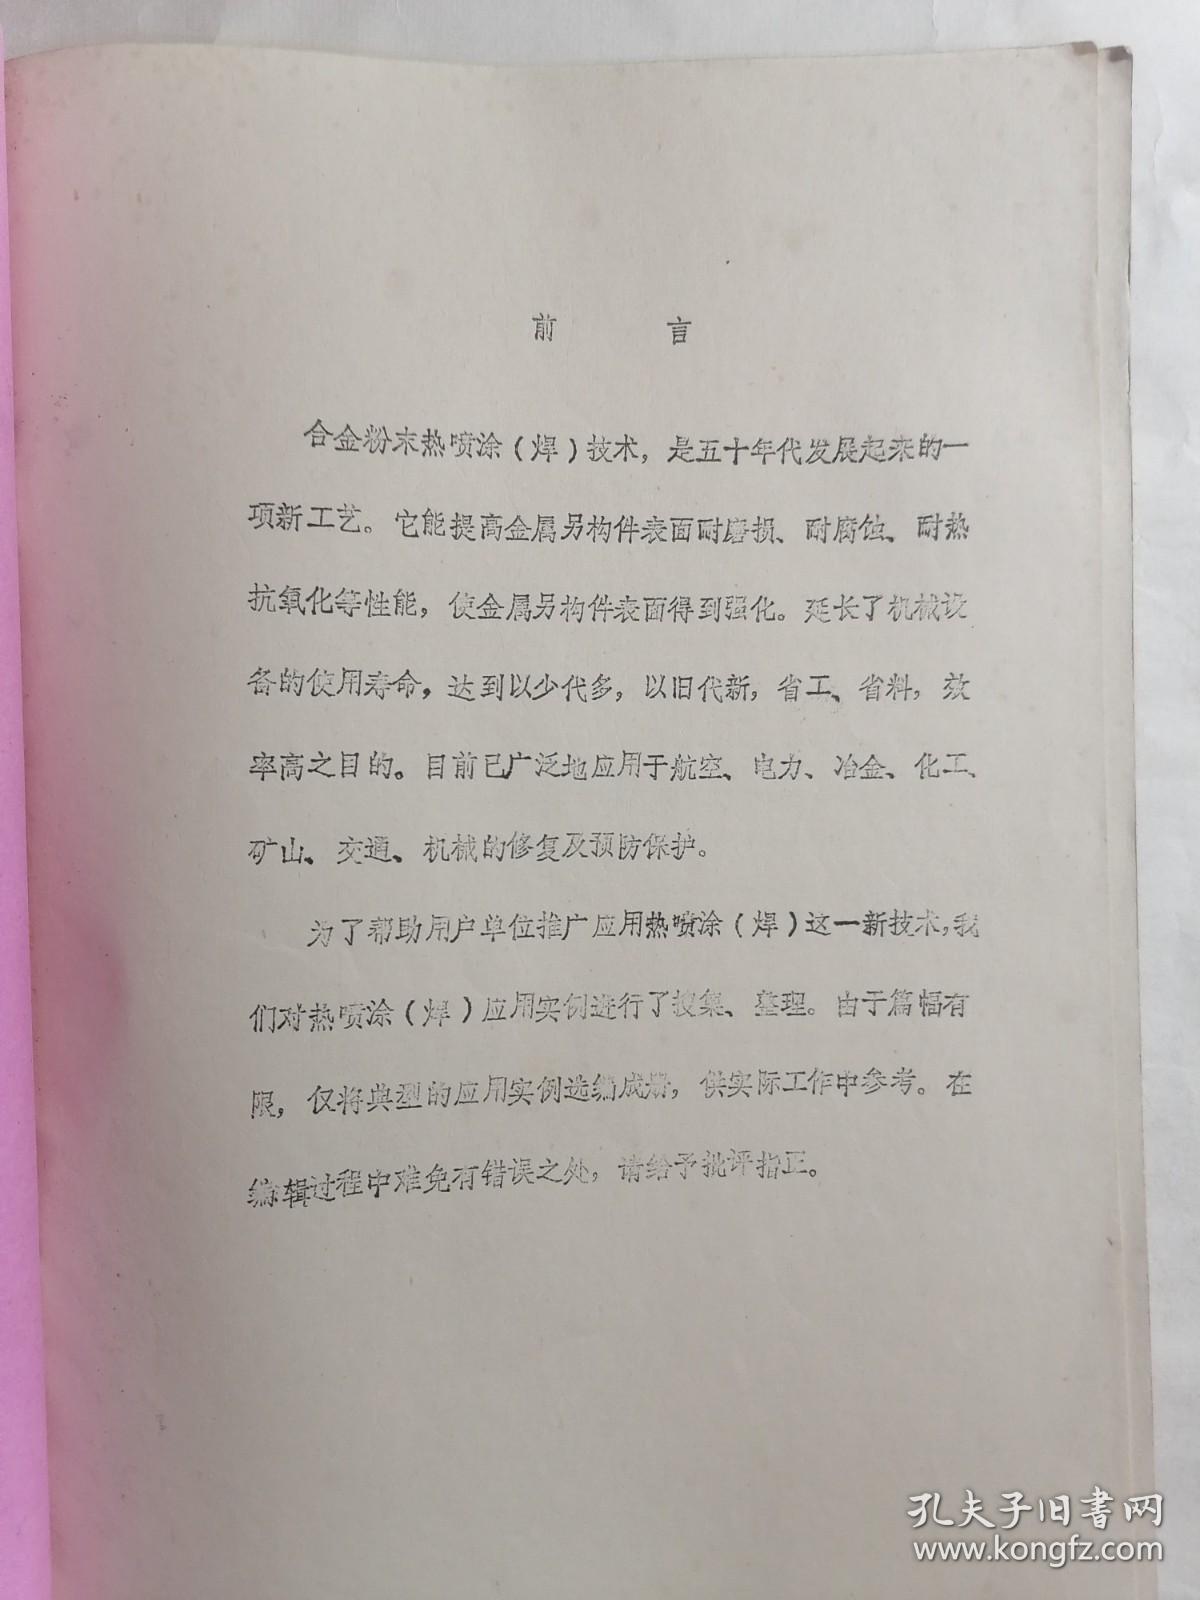 前言
合金粉末热喷涂（焊）技术，是五十年代发展起来的一
项新工艺。它能提高金属另构件表面耐磨损、耐腐蚀、耐热
抗氧化等性能，使金属另构件表面得到强化。延长了机械设
备的使用寿命，达到以少代多，以旧代新，省工、省料，效
率高之目的。目前已广泛地应用于航空、电力、冶金、化工、
矿山、交通、机械的修复及预防保护。
为了帮助用户单位推广应用热喷涂（焊）这一新技术，我
们对热喷涂（焊）应用实例进行了搜集、整理。由于篇幅有
限，仅将典型的应用实例选编成册，供实际工作中参考。在
编辑过程中难免有错误之处，请给予批评指正。
孔夫子旧书网
www.kongfz.com